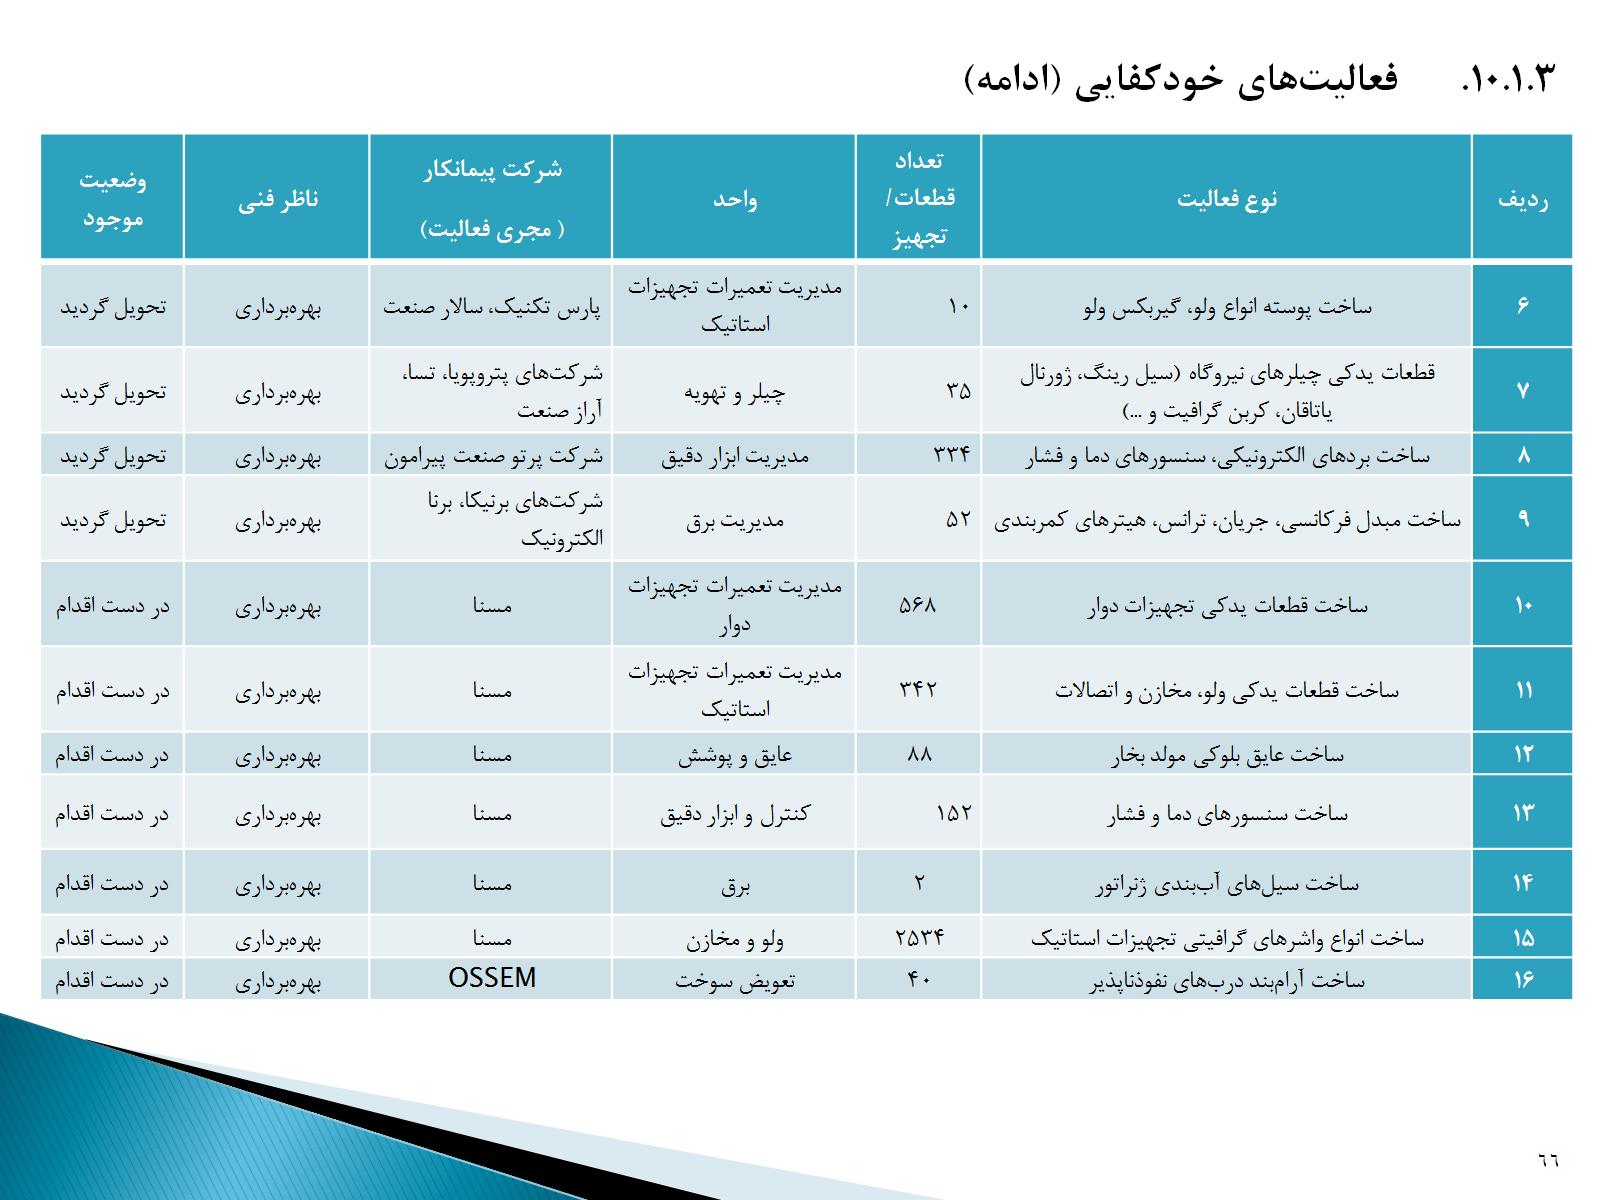 ۱۰.۱.۳. فعالیت‌های خودکفایی (ادامه)
ردیف
نوع فعالیت
تعداد
قطعات/
تجهیز
واحد
شرکت پیمانکار
( مجری فعالیت)
ناظر فنی
وضعیت
موجود
۶
ساخت پوسته انواع ولو، گیربکس ولو
۱۰
مدیریت تعمیرات تجهیزات
استاتیک
پارس تکنیک، سالار صنعت
بهره‌برداری
تحویل گردید
۷
قطعات یدکی چیلرهای نیروگاه (سیل رینگ، ژورنال
یاتاقان، کربن گرافیت و ...)
۳۵
چیلر و تهویه
شرکت‌های پتروپویا، تسا،
آراز صنعت
بهره‌برداری
تحویل گردید
۸
ساخت بردهای الکترونیکی، سنسورهای دما و فشار
۳۳۴
مدیریت ابزار دقیق
شرکت پرتو صنعت پیرامون
بهره‌برداری
تحویل گردید
۹
ساخت مبدل فرکانسی، جریان، ترانس، هیترهای کمربندی
۵۲
مدیریت برق
شرکت‌های برنیکا، برنا
الکترونیک
بهره‌برداری
تحویل گردید
۱۰
ساخت قطعات یدکی تجهیزات دوار
۵۶۸
مدیریت تعمیرات تجهیزات
دوار
مسنا
بهره‌برداری
در دست اقدام
۱۱
ساخت قطعات یدکی ولو، مخازن و اتصالات
۳۴۲
مدیریت تعمیرات تجهیزات
استاتیک
مسنا
بهره‌برداری
در دست اقدام
۱۲
ساخت عایق بلوکی مولد بخار
۸۸
عایق و پوشش
مسنا
بهره‌برداری
در دست اقدام
۱۳
ساخت سنسورهای دما و فشار
۱۵۲
کنترل و ابزار دقیق
مسنا
بهره‌برداری
در دست اقدام
۱۴
ساخت سیل‌های آب‌بندی ژنراتور
۲
برق
مسنا
بهره‌برداری
در دست اقدام
۱۵
ساخت انواع واشرهای گرافیتی تجهیزات استاتیک
۲۵۳۴
ولو و مخازن
مسنا
بهره‌برداری
در دست اقدام
۱۶
ساخت آرام‌بند درب‌های نفوذناپذیر
۴۰
تعویض سوخت
OSSEM
بهره‌برداری
در دست اقدام
٦٦